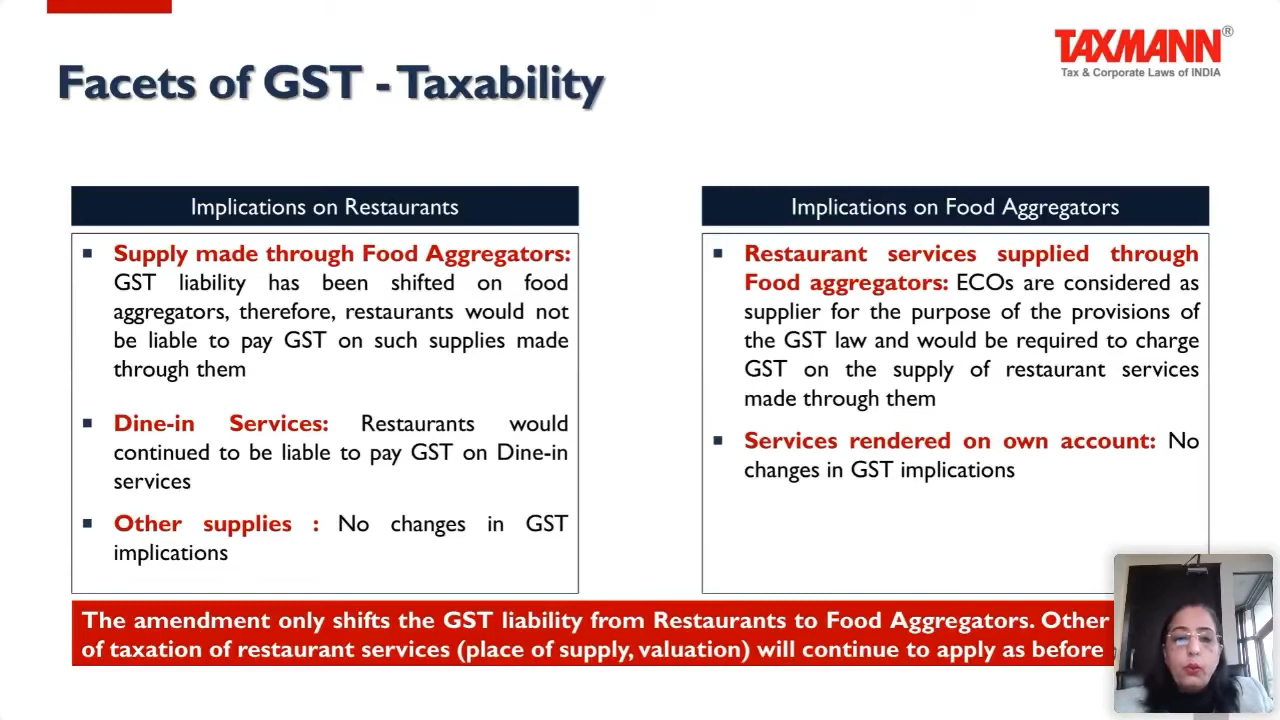 TAXMANN®
Tax & Corporate Laws of INDIA
Facets of GST - Taxability
Implications on Restaurants
▪ Supply made through Food Aggregators:
GST liability has been shifted on food
aggregators, therefore, restaurants would not
be liable to pay GST on such supplies made
through them
▪ Dine-in Services: Restaurants would
continued to be liable to pay GST on Dine-in
services
▪ Other supplies : No changes in GST
implications
Implications on Food Aggregators
▪ Restaurant services supplied through
Food aggregators: ECOs are considered as
supplier for the purpose of the provisions of
the GST law and would be required to charge
GST on the supply of restaurant services
made through them
▪ Services rendered on own account: No
changes in GST implications
The amendment only shifts the GST liability from Restaurants to Food Aggregators. Other
of taxation of restaurant services (place of supply, valuation) will continue to apply as before